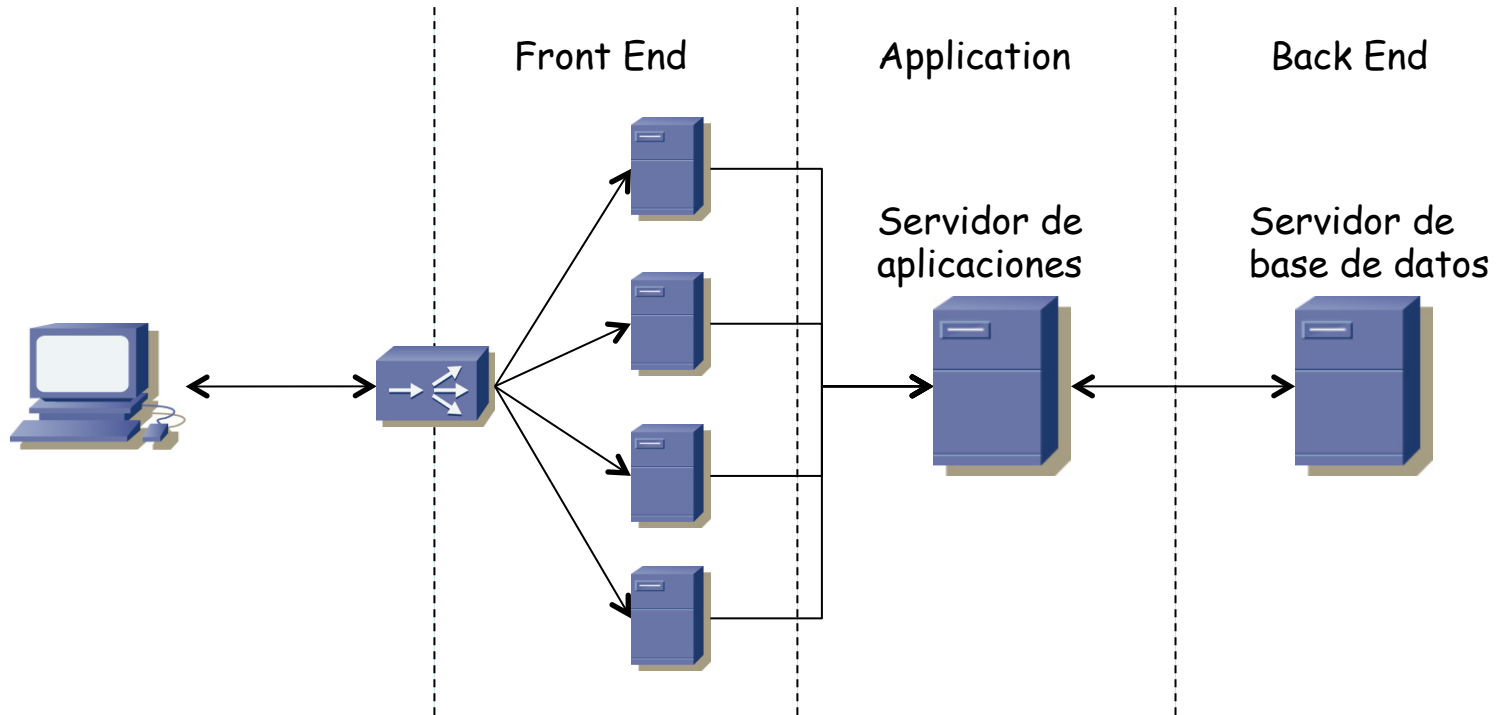 Front End
Application
Back End
Servidor de
aplicaciones
Servidor de
base de datos